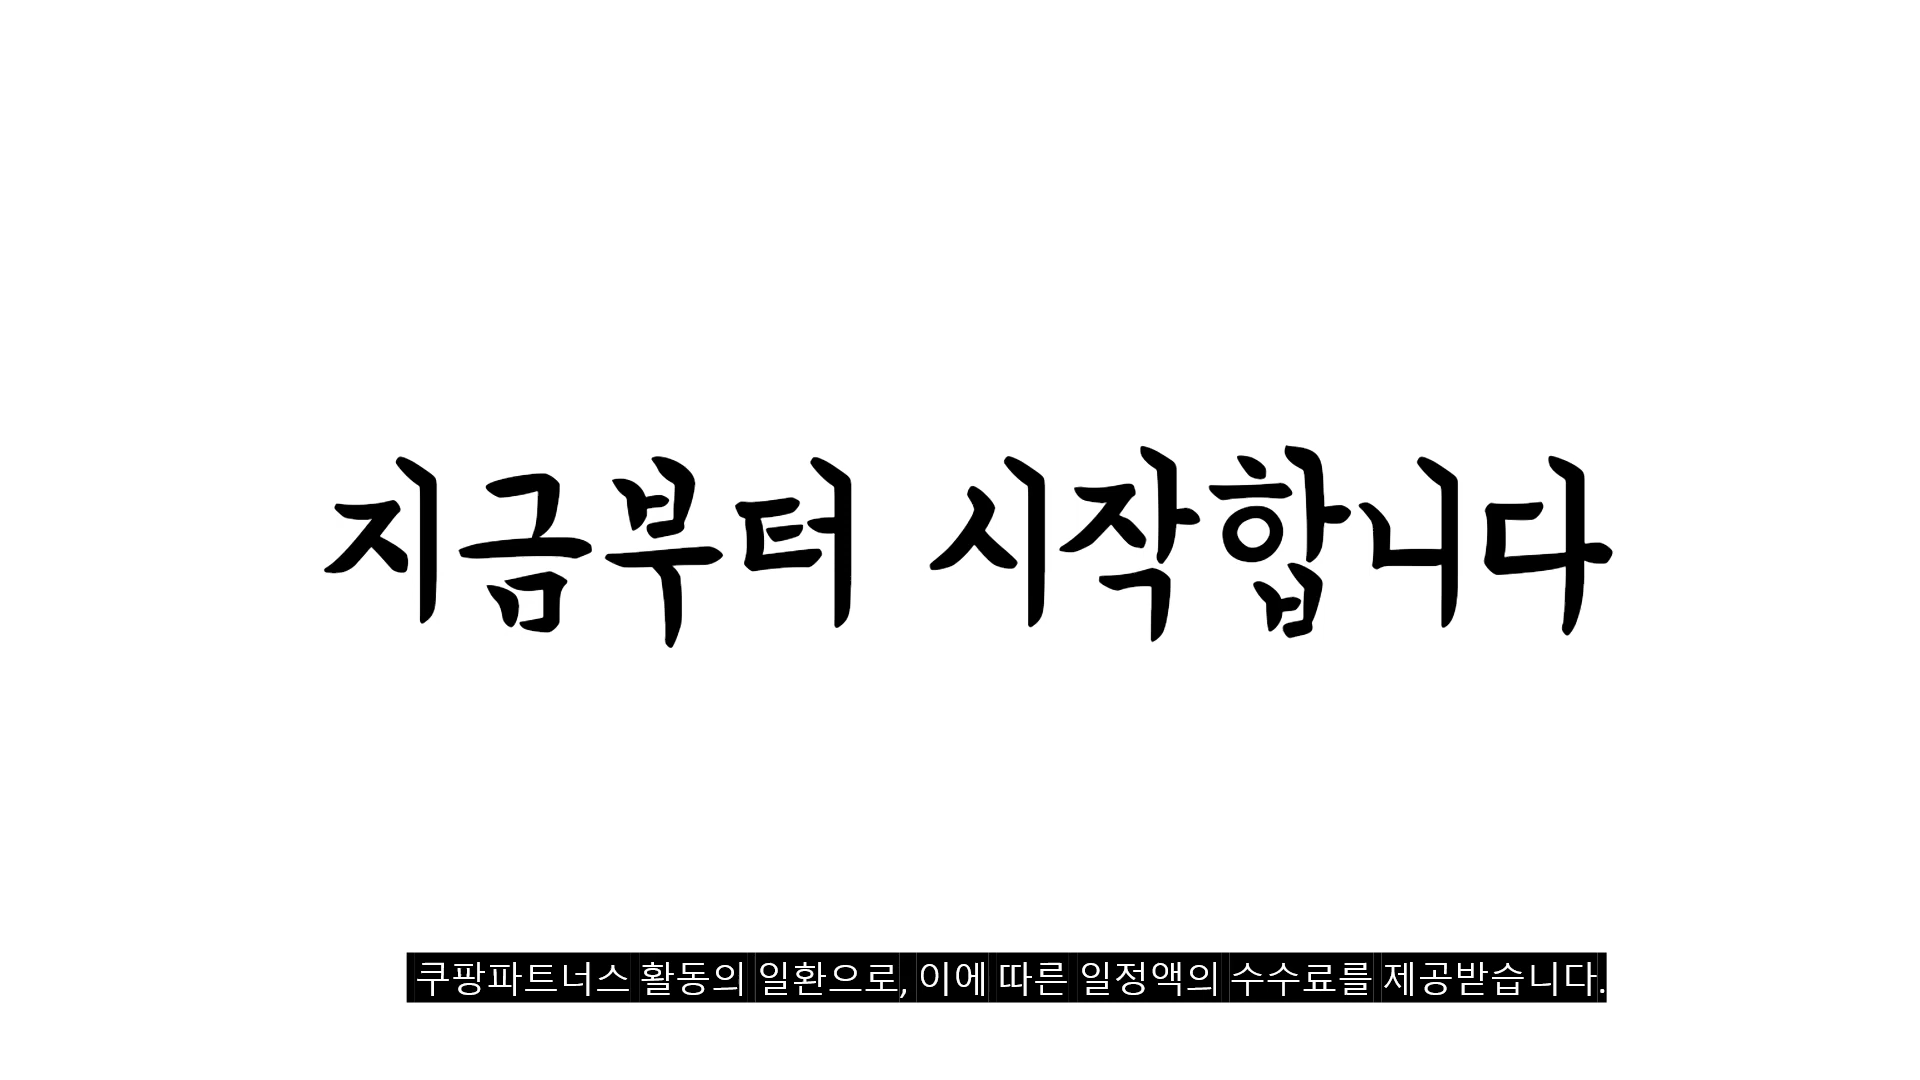 지금부터 시작합니다
쿠팡파트너스 활동의 일환으로, 이에 따른 일정액의 수수료를 제공받습니다.